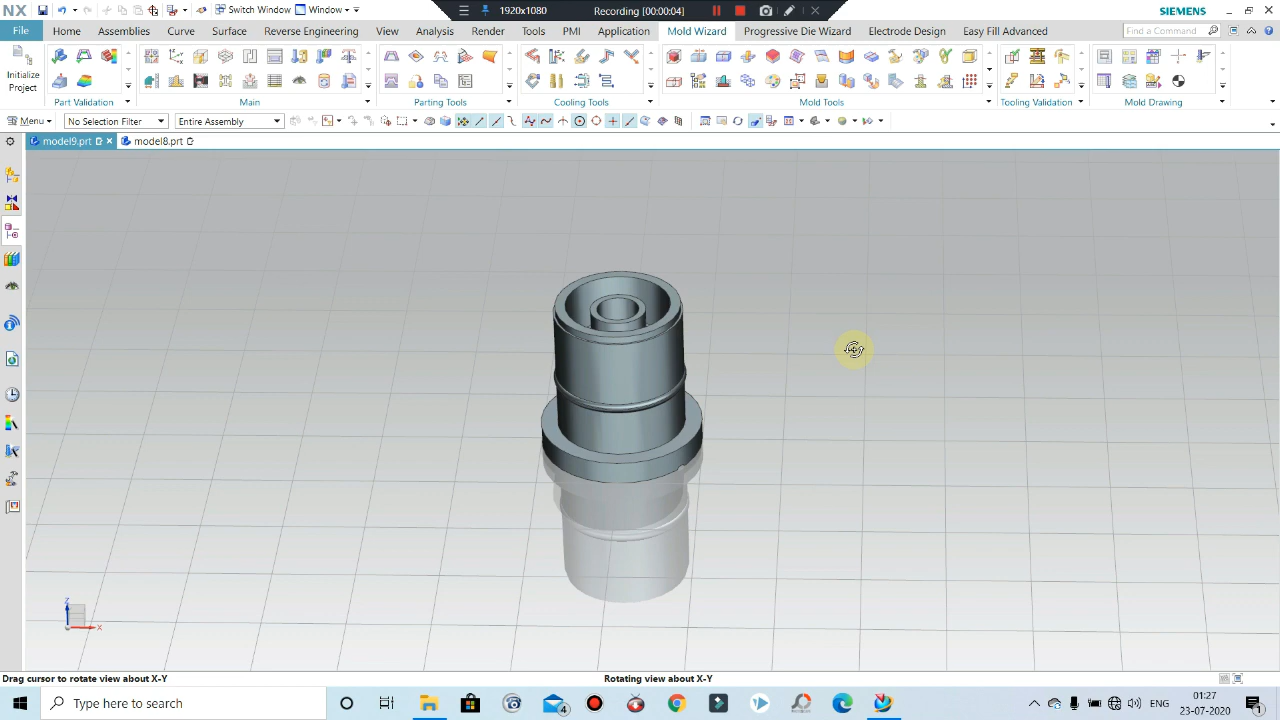 NX
Switch Window
Window
1920x1080
Recording [00:00:04]
SIEMENS
File
Home
Assemblies
Curve
Surface
Reverse Engineering
View
Analysis
Render
Tools
PMI
Application
Mold Wizard
Progressive Die Wizard
Electrode Design
Easy Fill Advanced
Find a Command
Initialize
Project
Part Validation
Main
Parting Tools
Cooling Tools
Mold Tools
Tooling Validation
Mold Drawing
Menu
No Selection Filter
Entire Assembly
model9.prt
model8.prt
Z
X
Drag cursor to rotate view about X-Y
Rotating view about X-Y
Type here to search
4
ENG
01:27
23-07-2020
1